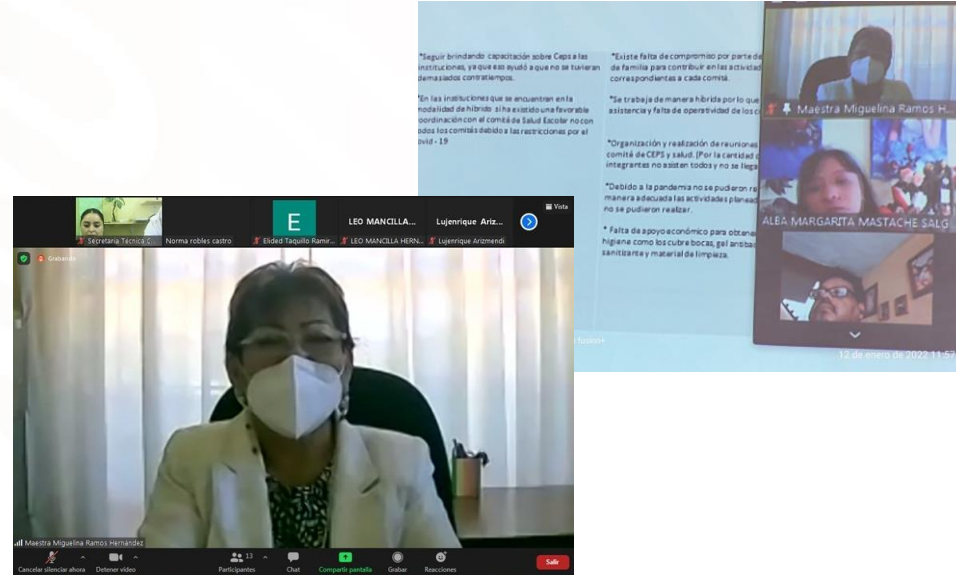 *Seguir brindando capacitación sobre Ceps a las
instituciones, ya que eso ayudó a que no se tuvieran
demasiados contratiempos.
*En las instituciones que se encuentran en la
modalidad de híbrido si ha existido una favorable
coordinación con el comité de Salud Escolar no con
odos los comités debido a las restricciones por el
ovid - 19
*Existe falta de compromiso por parte de
de familia para contribuir en las actividad
correspondientes a cada comité.
*Se trabaja de manera híbrida por lo que
asistencia y falta de operatividad de los c
*Organización y realización de reuniones
comité de CEPS y salud. (Por la cantidad d
integrantes no asisten todos y no se llega
*Debido a la pandemia no se pudieron re
manera adecuada las actividades planead
no se pudieron realizar.
* Falta de apoyo económico para obtene
higiene como los cubre bocas, gel antibac
sanitizante y material de limpieza.
Maestra Miguelina Ramos H...
ALBA MARGARITA MASTACHE SALG
12 de enero de 2022 11:57
Vista
E
LEO MANCILLA...
Lujenrique Ariz...
Secretaria Técnica C...
Norma robles castro
Elided Taquillo Ramir...
LEO MANCILLA HERN...
Lujenrique Arizmendi
Grabando
Maestra Miguelina Ramos Hernández
Cancelar silenciar ahora
Detener video
13
Participantes
Chat
Compartir pantalla
Grabar
Reacciones
Salir